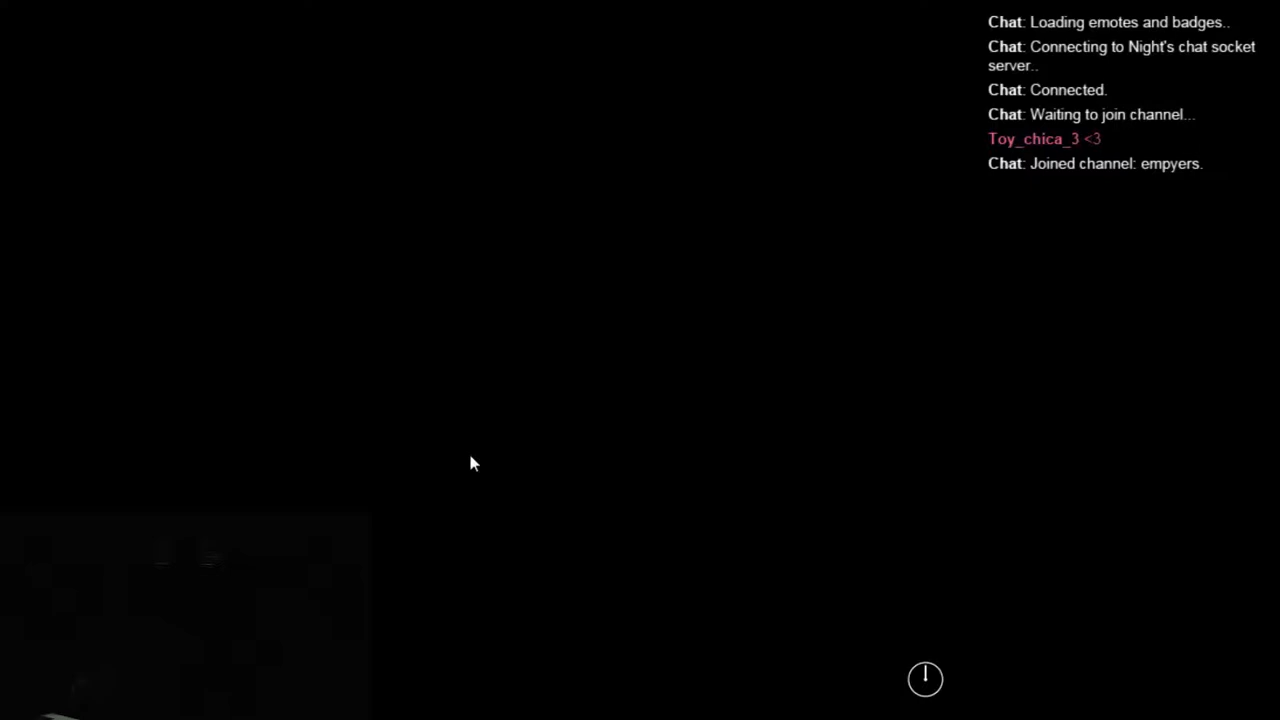 Chat: Loading emotes and badges..
Chat: Connecting to Night's chat socket
server..
Chat: Connected.
Chat: Waiting to join channel...
Toy_chica_3 <3
Chat: Joined channel: empyers.